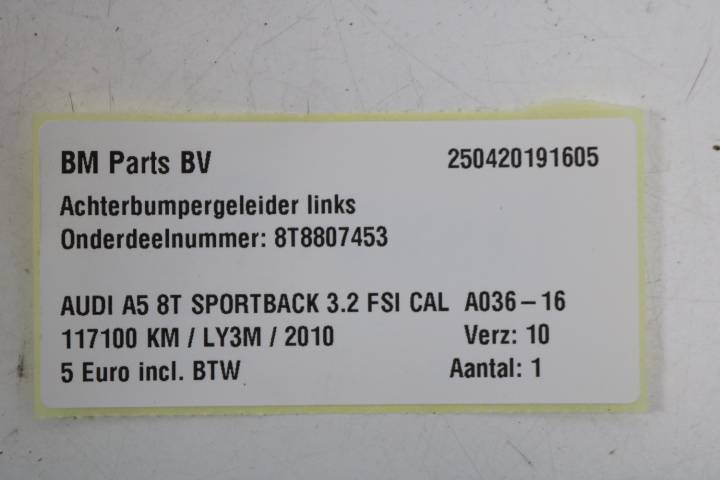 BM Parts BV 250420191605
Achterbumpergeleider links
Onderdeelnummer: 8T8807453
AUDI A5 8T SPORTBACK 3.2 FSI CAL A036-16
117100 KM / LY3M / 2010 Verz: 10
5 Euro incl. BTW Aantal: 1